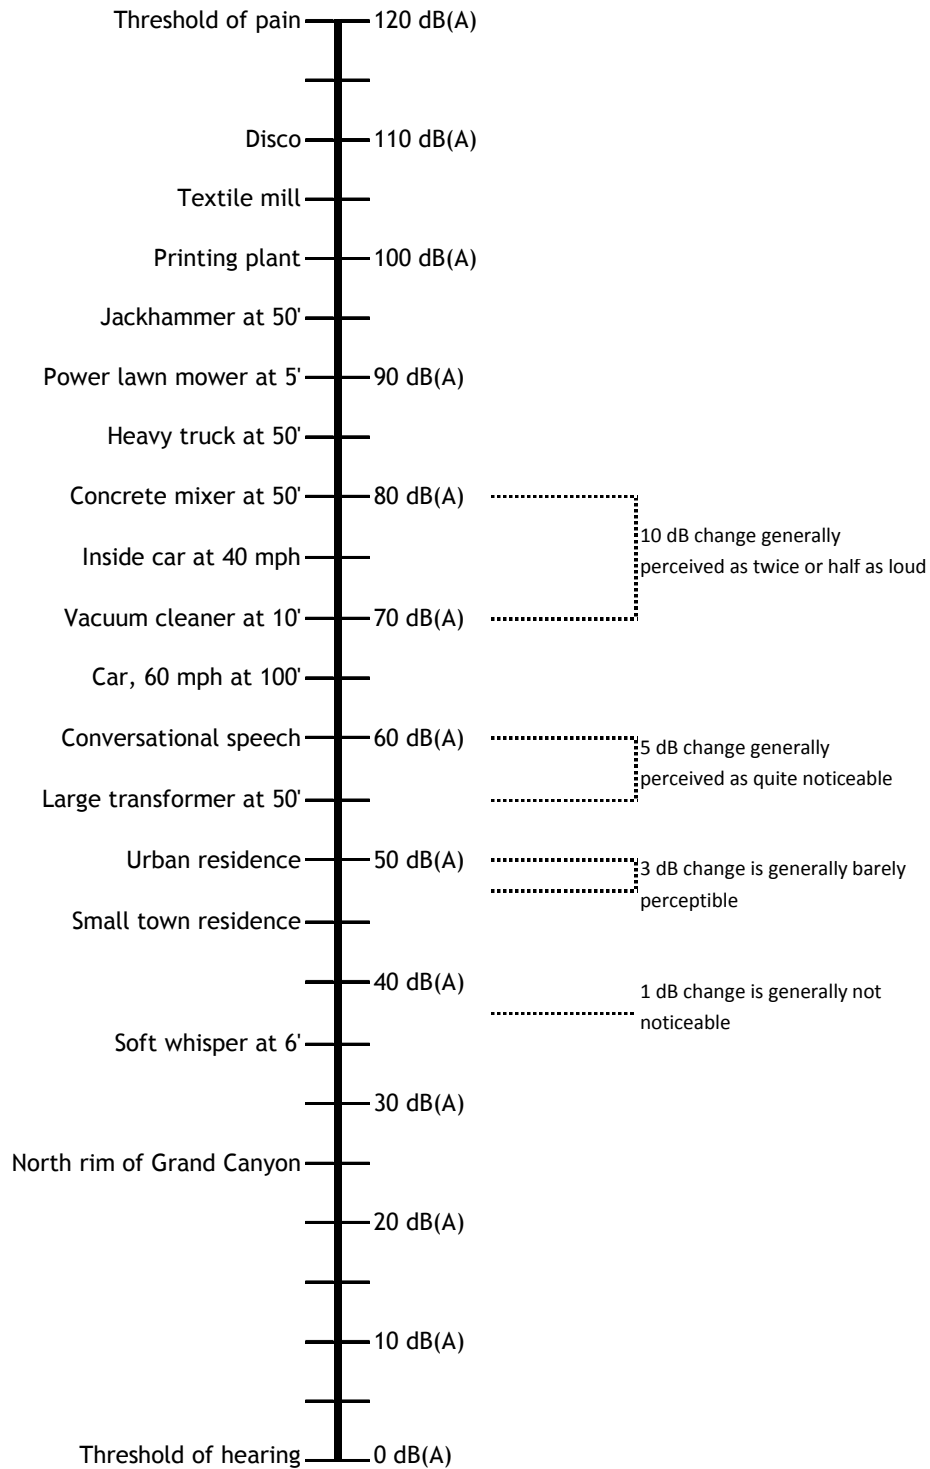 Threshold of pain 120 dB(A)
Disco 110 dB(A)
Textile mill
Printing plant 100 dB(A)
Jackhammer at 50'
Power lawn mower at 5' 90 dB(A)
Heavy truck at 50'
Concrete mixer at 50' 80 dB(A)
10 dB change generally
Inside car at 40 mph
perceived as twice or half as loud
Vacuum cleaner at 10' 70 dB(A)
Car, 60 mph at 100'
Conversational speech 60 dB(A)
5 dB change generally
perceived as quite noticeable
Large transformer at 50'
Urban residence 50 dB(A)
3 dB change is generally barely
perceptible
Small town residence
40 dB(A)
1 dB change is generally not
noticeable
Soft whisper at 6'
30 dB(A)
North rim of Grand Canyon
20 dB(A)
10 dB(A)
Threshold of hearing 0 dB(A)